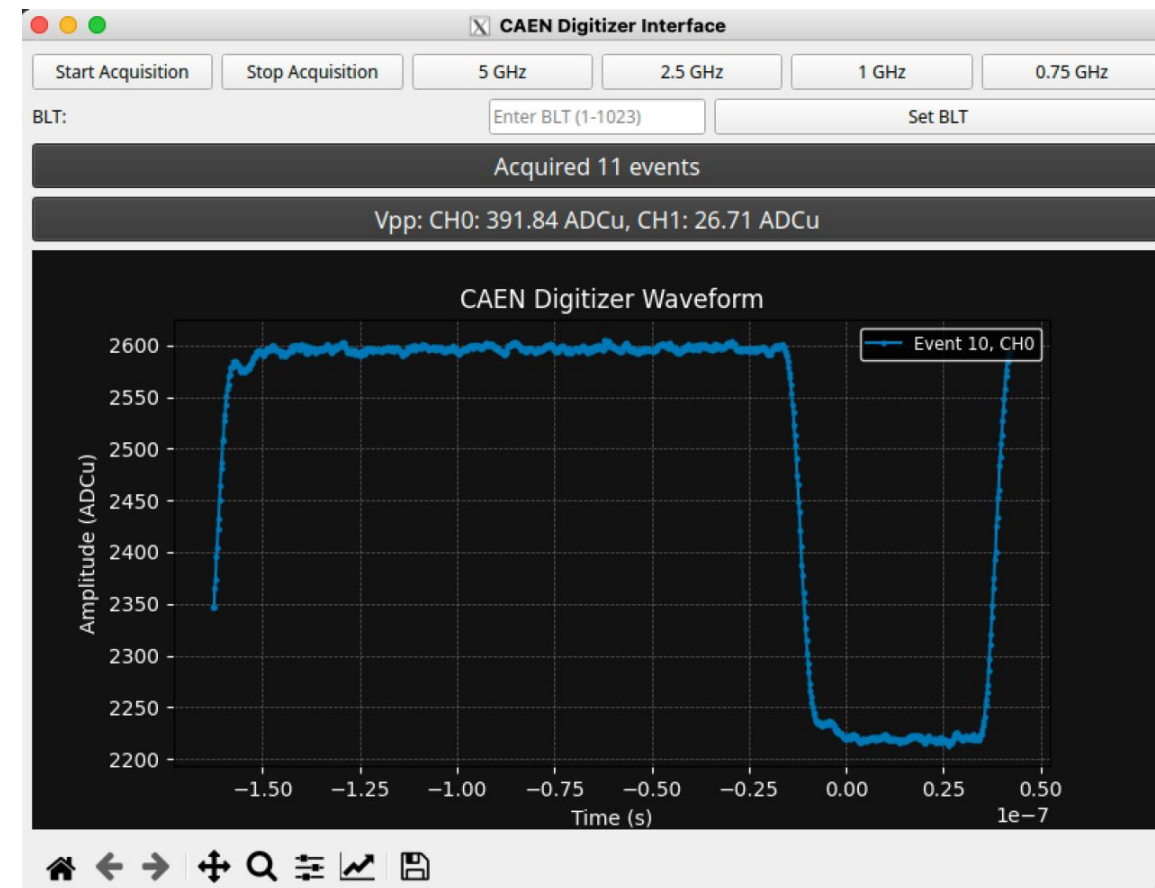 CAEN Digitizer Interface
Start Acquisition Stop Acquisition 5 GHz 2.5 GHz 1 GHz 0.75 GHz
BLT: Enter BLT (1-1023) Set BLT
Acquired 11 events
Vpp: CH0: 391.84 ADCu, CH1: 26.71 ADCu
CAEN Digitizer Waveform
Event 10, CH0
2600
2550
2500
2450
2400
2350
2300
2250
2200
Amplitude (ADCu)
−1.50 −1.25 −1.00 −0.75 −0.50 −0.25 0.00 0.25 0.50
Time (s) 1e−7